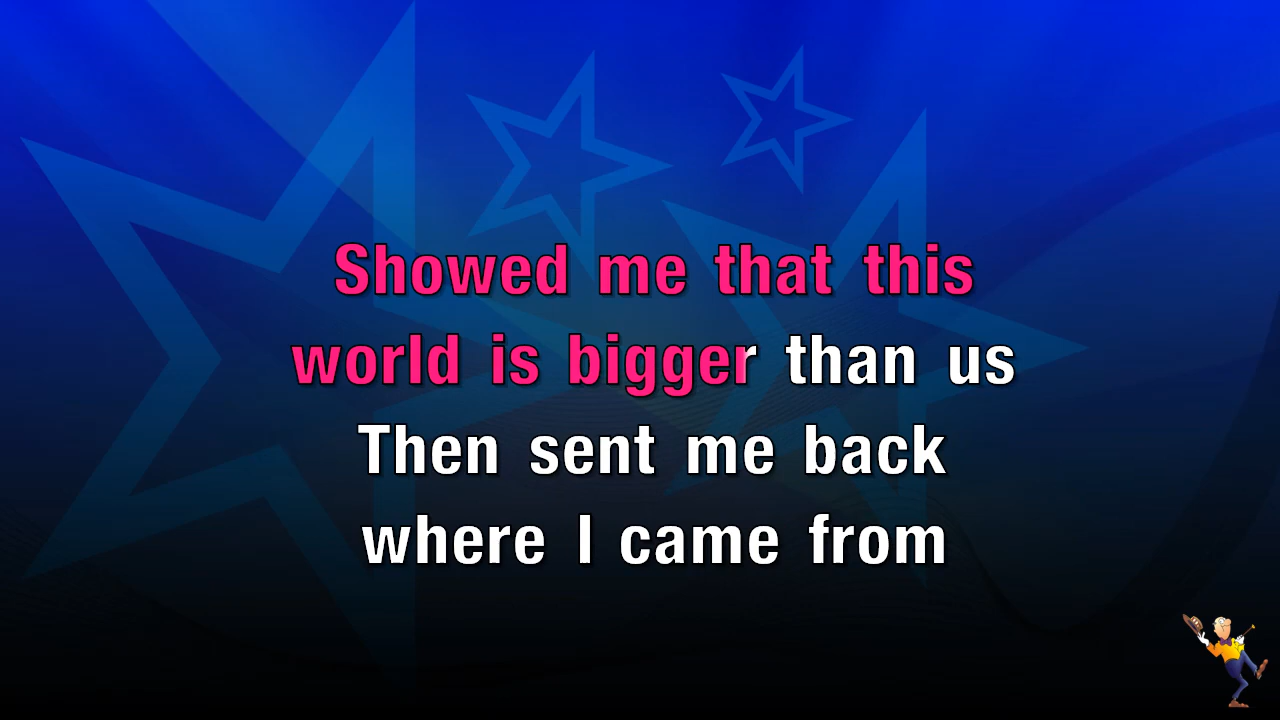 Showed me that this
world is bigger than us
Then sent me back
where I came from